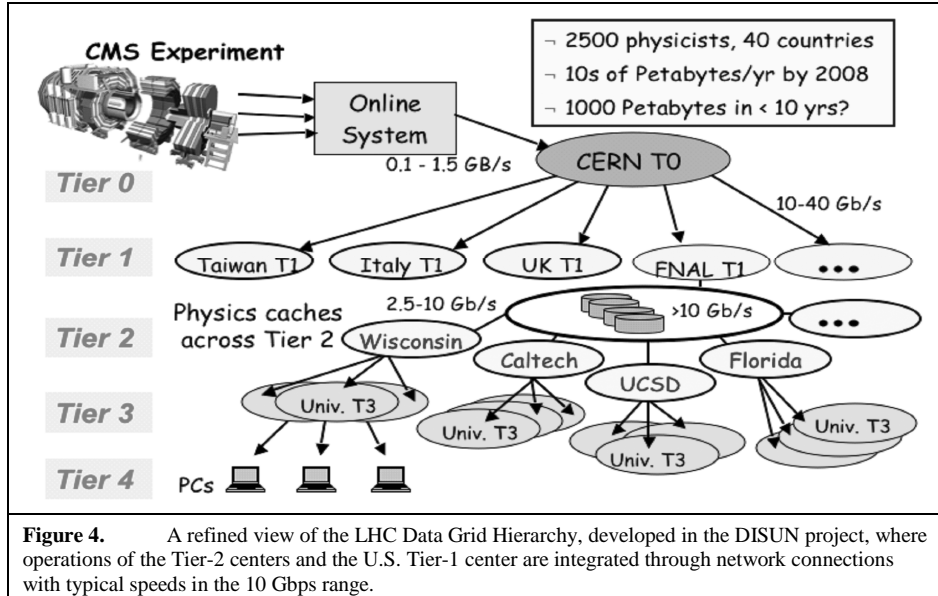 CMS Experiment
¬ 2500 physicists, 40 countries
¬ 10s of Petabytes/yr by 2008
¬ 1000 Petabytes in < 10 yrs?
Online
System
0.1 - 1.5 GB/s
CERN T0
Tier 0
10-40 Gb/s
Tier 1
Taiwan T1
Italy T1
UK T1
FNAL T1
•••
Physics caches
across Tier 2
2.5-10 Gb/s
>10 Gb/s
•••
Tier 2
Wisconsin
Caltech
UCSD
Florida
Tier 3
Univ. T3
Univ. T3
Univ. T3
Univ. T3
Tier 4
PCs
Figure 4. A refined view of the LHC Data Grid Hierarchy, developed in the DISUN project, where
operations of the Tier-2 centers and the U.S. Tier-1 center are integrated through network connections
with typical speeds in the 10 Gbps range.